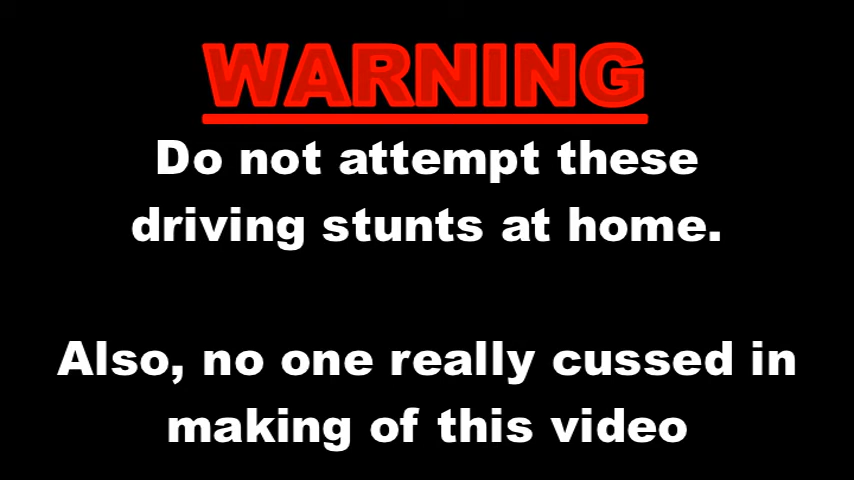 WARNING
Do not attempt these
driving stunts at home.
Also, no one really cussed in
making of this video